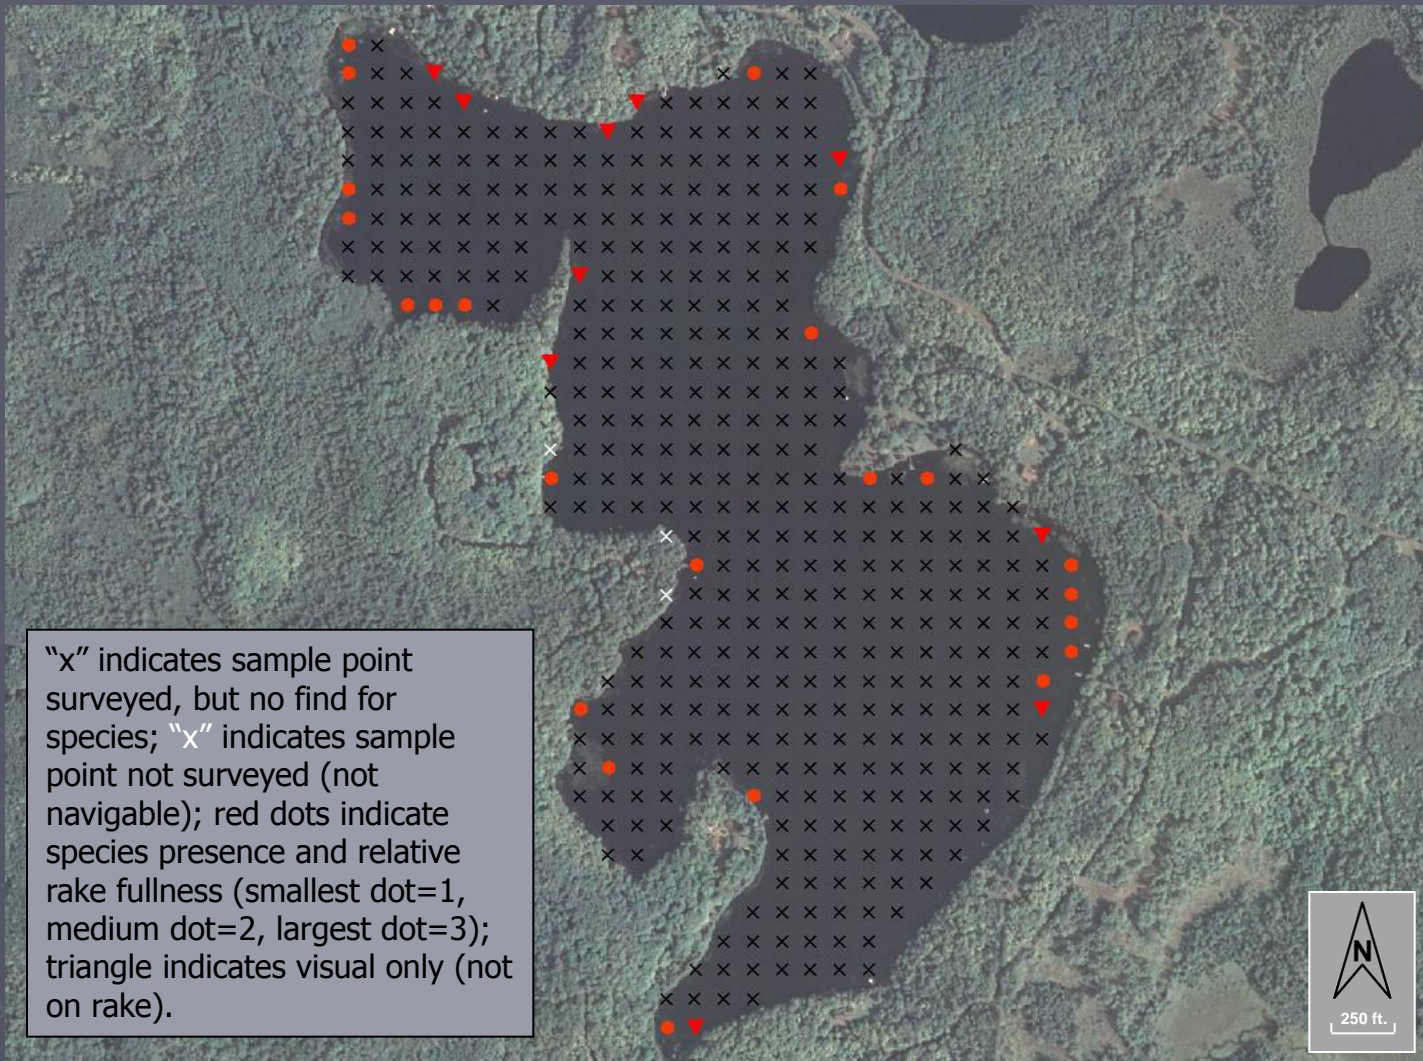 “x” indicates sample point
surveyed, but no find for
species; “x” indicates sample
point not surveyed (not
navigable); red dots indicate
species presence and relative
rake fullness (smallest dot=1,
medium dot=2, largest dot=3);
triangle indicates visual only (not
on rake).
N
250 ft.